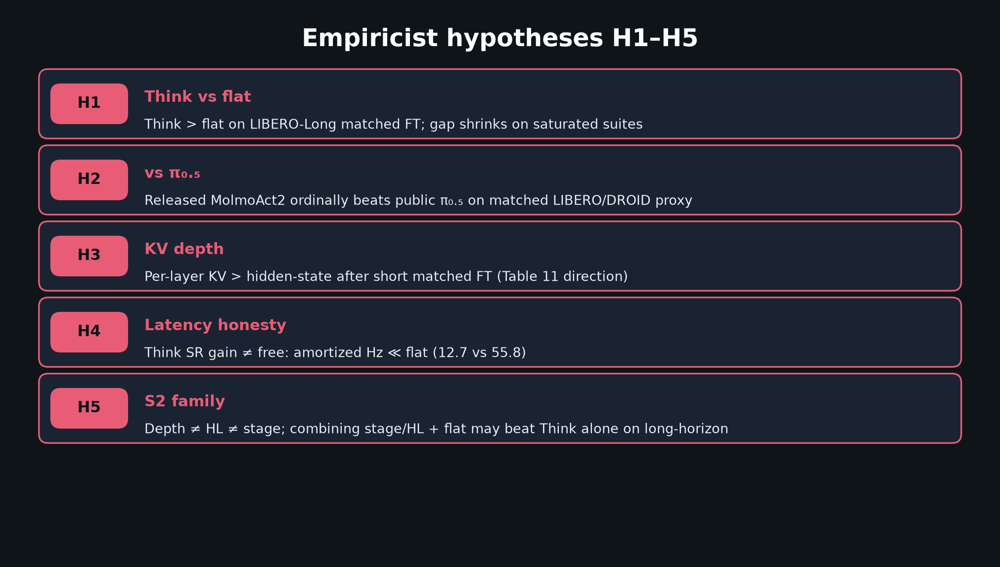 Empiricist hypotheses H1–H5
H1
Think vs flat
Think > flat on LIBERO-Long matched FT; gap shrinks on saturated suites
H2
vs π₀.₅
Released MolmoAct2 ordinally beats public π₀.₅ on matched LIBERO/DROID proxy
H3
KV depth
Per-layer KV > hidden-state after short matched FT (Table 11 direction)
H4
Latency honesty
Think SR gain ≠ free: amortized Hz ≪ flat (12.7 vs 55.8)
H5
S2 family
Depth ≠ HL ≠ stage; combining stage/HL + flat may beat Think alone on long-horizon